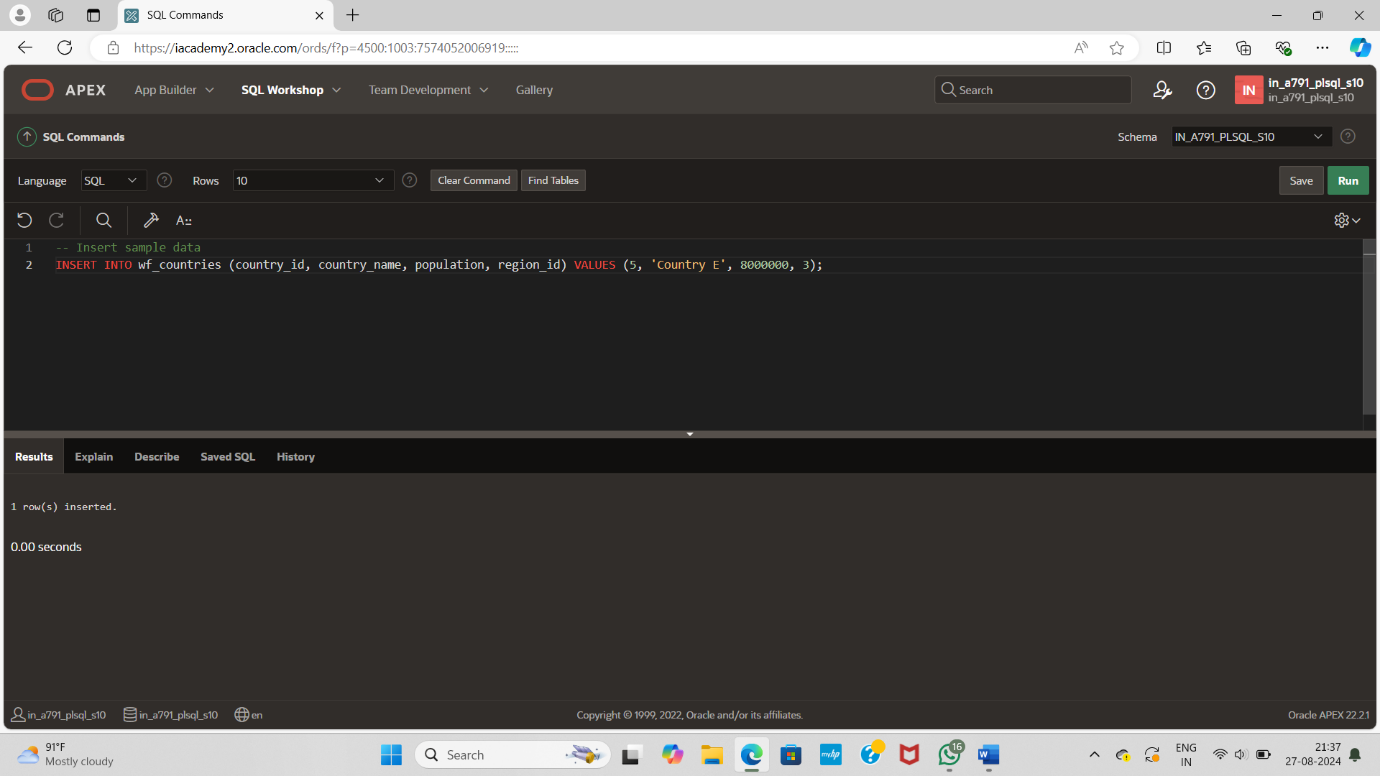 SQL Commands
https://iacademy2.oracle.com/ords/f?p=4500:1003:7574052006919:::::
APEX App Builder SQL Workshop Team Development Gallery Search IN in_a791_plsql_s10
in_a791_plsql_s10
SQL Commands Schema IN_A791_PLSQL_S10
Language SQL Rows 10 Clear Command Find Tables Save Run
A::
1 -- Insert sample data
2 INSERT INTO wf_countries (country_id, country_name, population, region_id) VALUES (5, 'Country E', 8000000, 3);
Results Explain Describe Saved SQL History
1 row(s) inserted.
0.00 seconds
in_a791_plsql_s10 in_a791_plsql_s10 en Copyright © 1999, 2022, Oracle and/or its affiliates. Oracle APEX 22.2.1
91°F
Mostly cloudy
Search
myhp
16
W
ENG
IN
21:37
27-08-2024